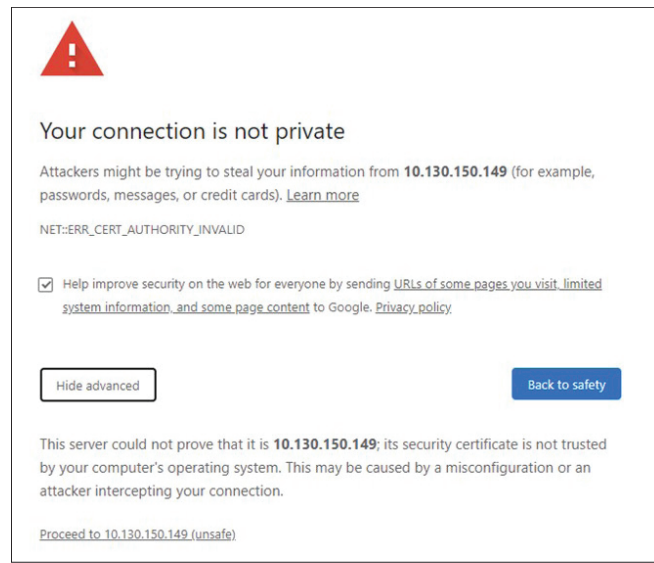 Your connection is not private
Attackers might be trying to steal your information from 10.130.150.149 (for example,
passwords, messages, or credit cards). Learn more
NET::ERR_CERT_AUTHORITY_INVALID
Help improve security on the web for everyone by sending URLs of some pages you visit, limited
system information, and some page content to Google. Privacy policy
Hide advanced
Back to safety
This server could not prove that it is 10.130.150.149; its security certificate is not trusted
by your computer's operating system. This may be caused by a misconfiguration or an
attacker intercepting your connection.
Proceed to 10.130.150.149 (unsafe)